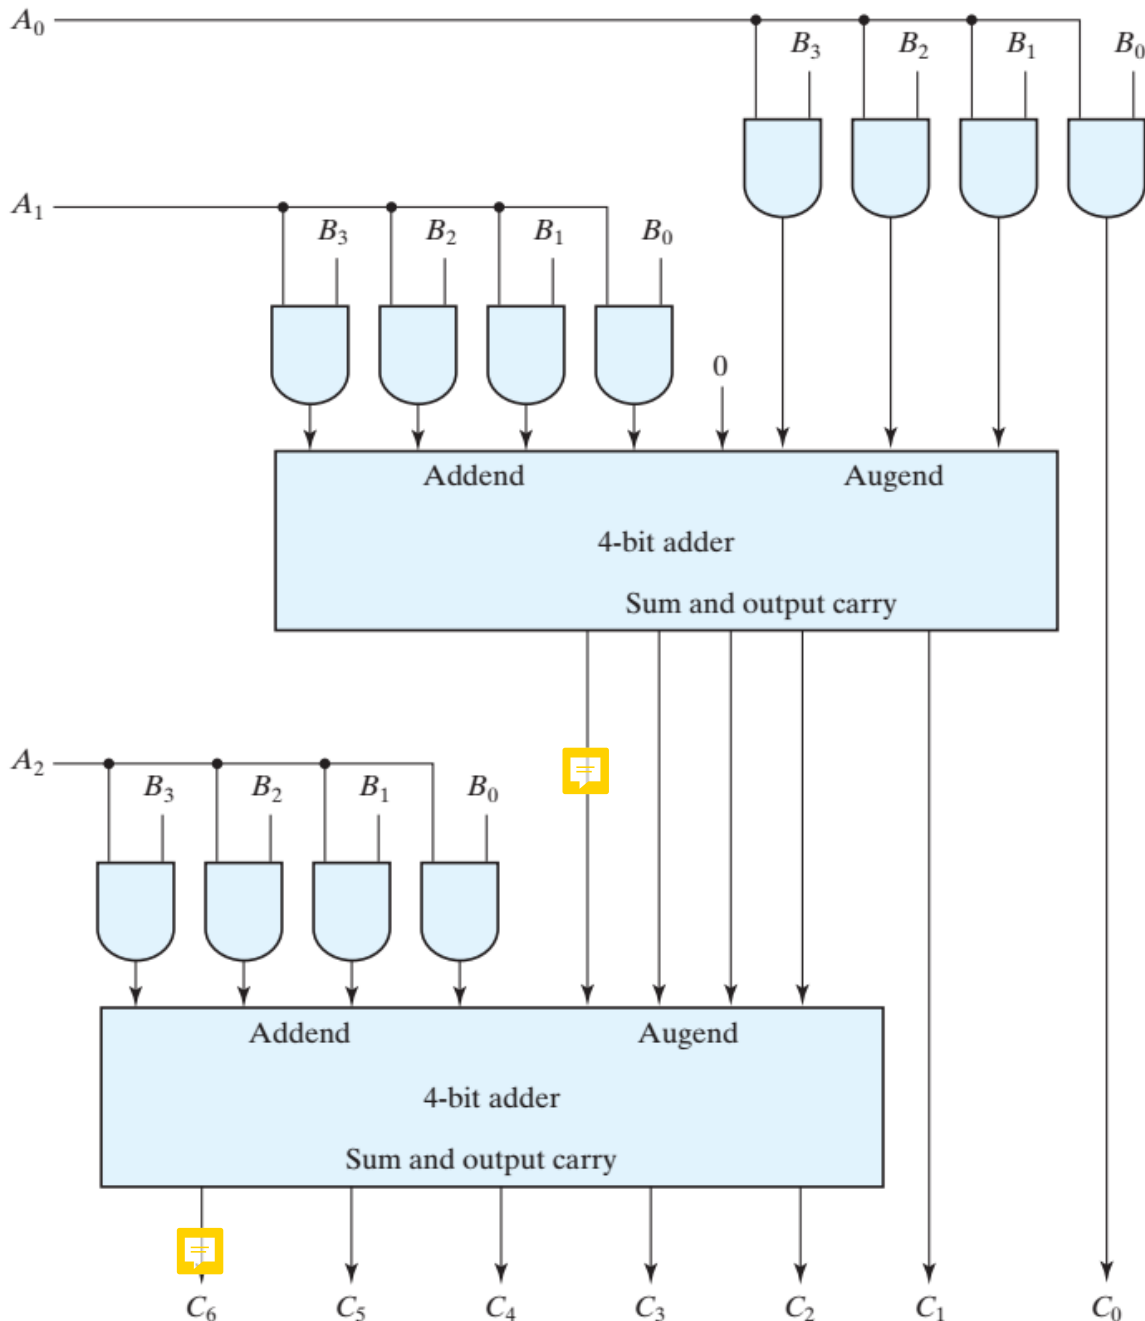 A₀
B₃ B₂ B₁ B₀
A₁
B₃ B₂ B₁ B₀
0
Addend Augend
4-bit adder
Sum and output carry
A₂
B₃ B₂ B₁ B₀
Addend Augend
4-bit adder
Sum and output carry
C₆ C₅ C₄ C₃ C₂ C₁ C₀